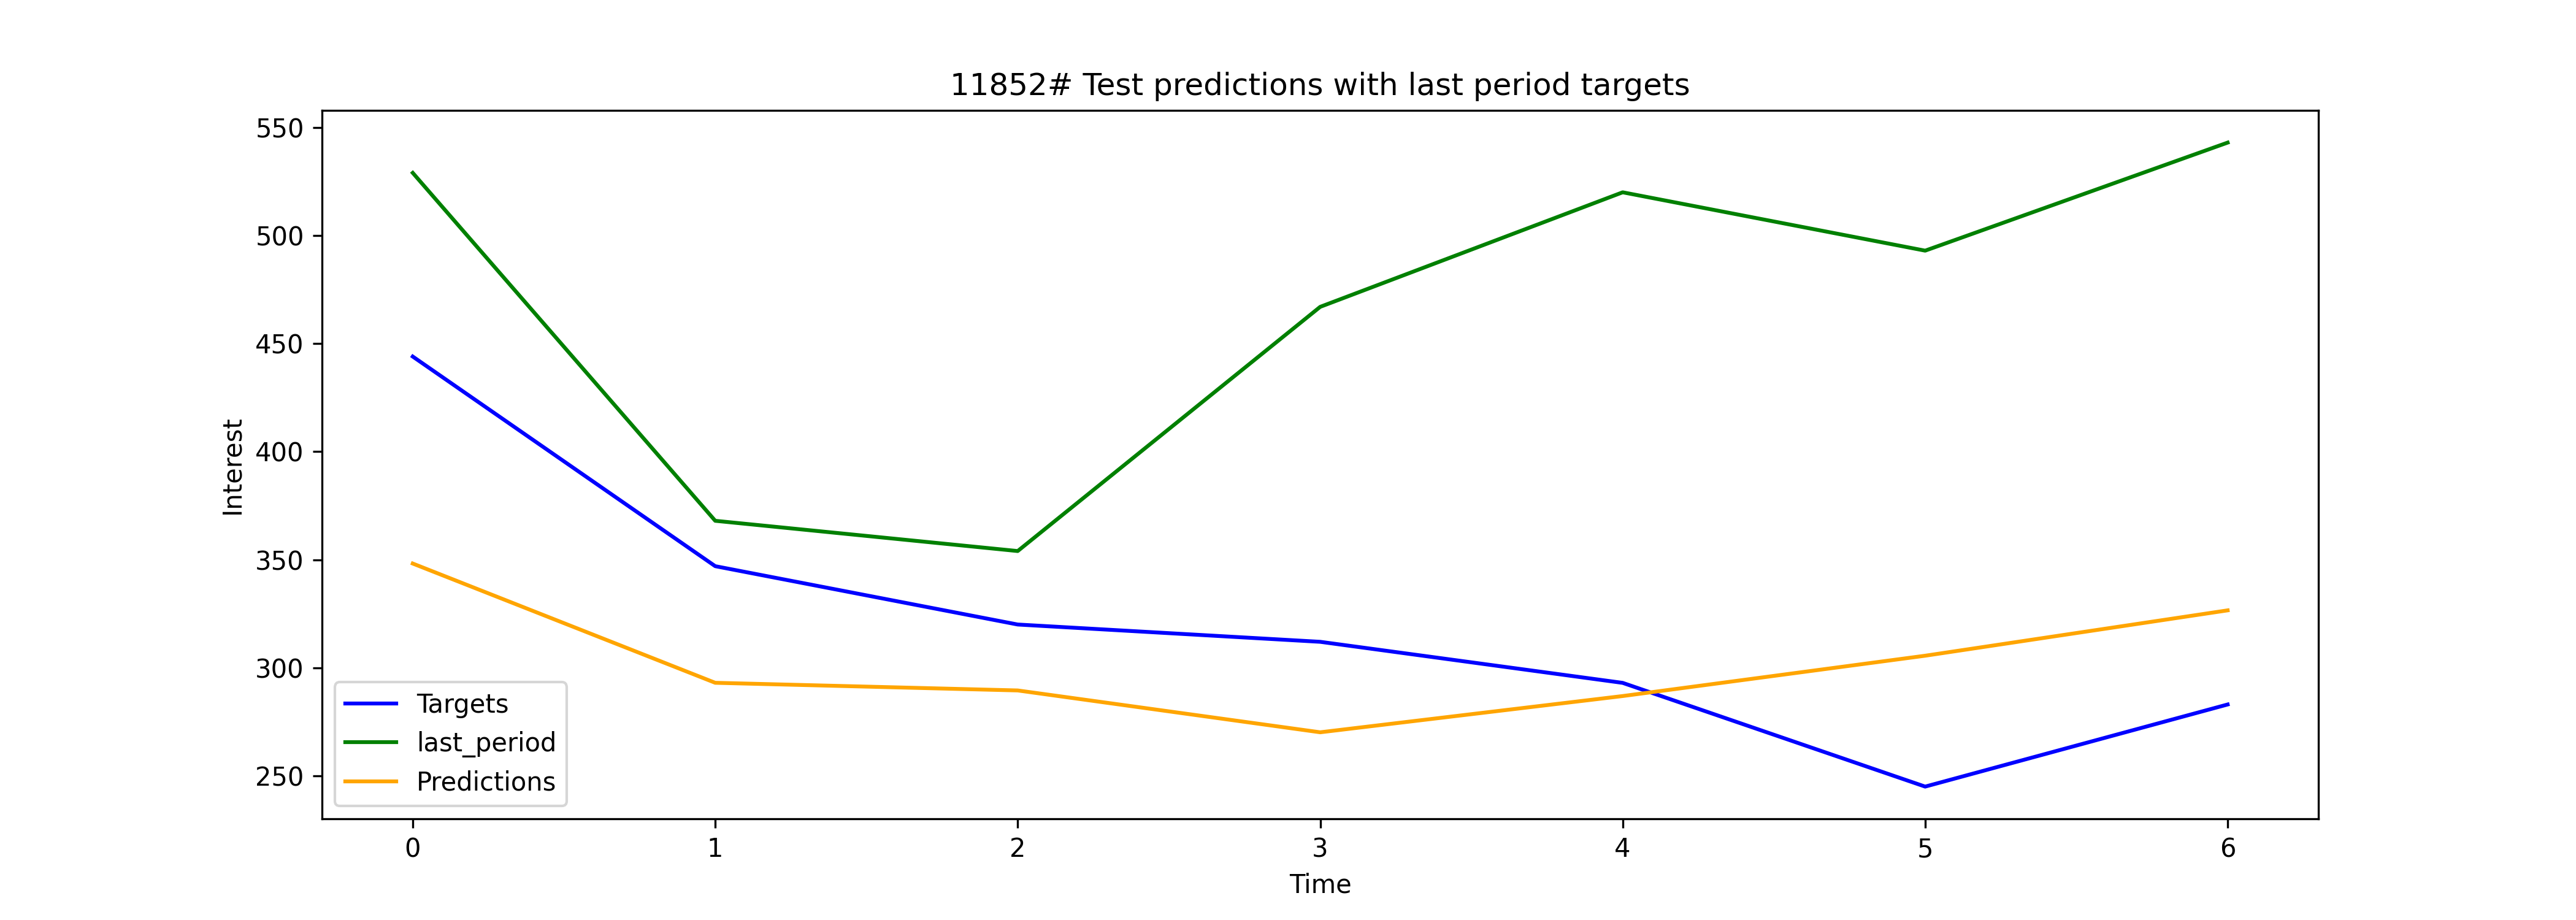 11852# Test predictions with last period targets
550
500
450
400
350
300
250
Interest
Targets
last_period
Predictions
0 1 2 3 4 5 6
Time